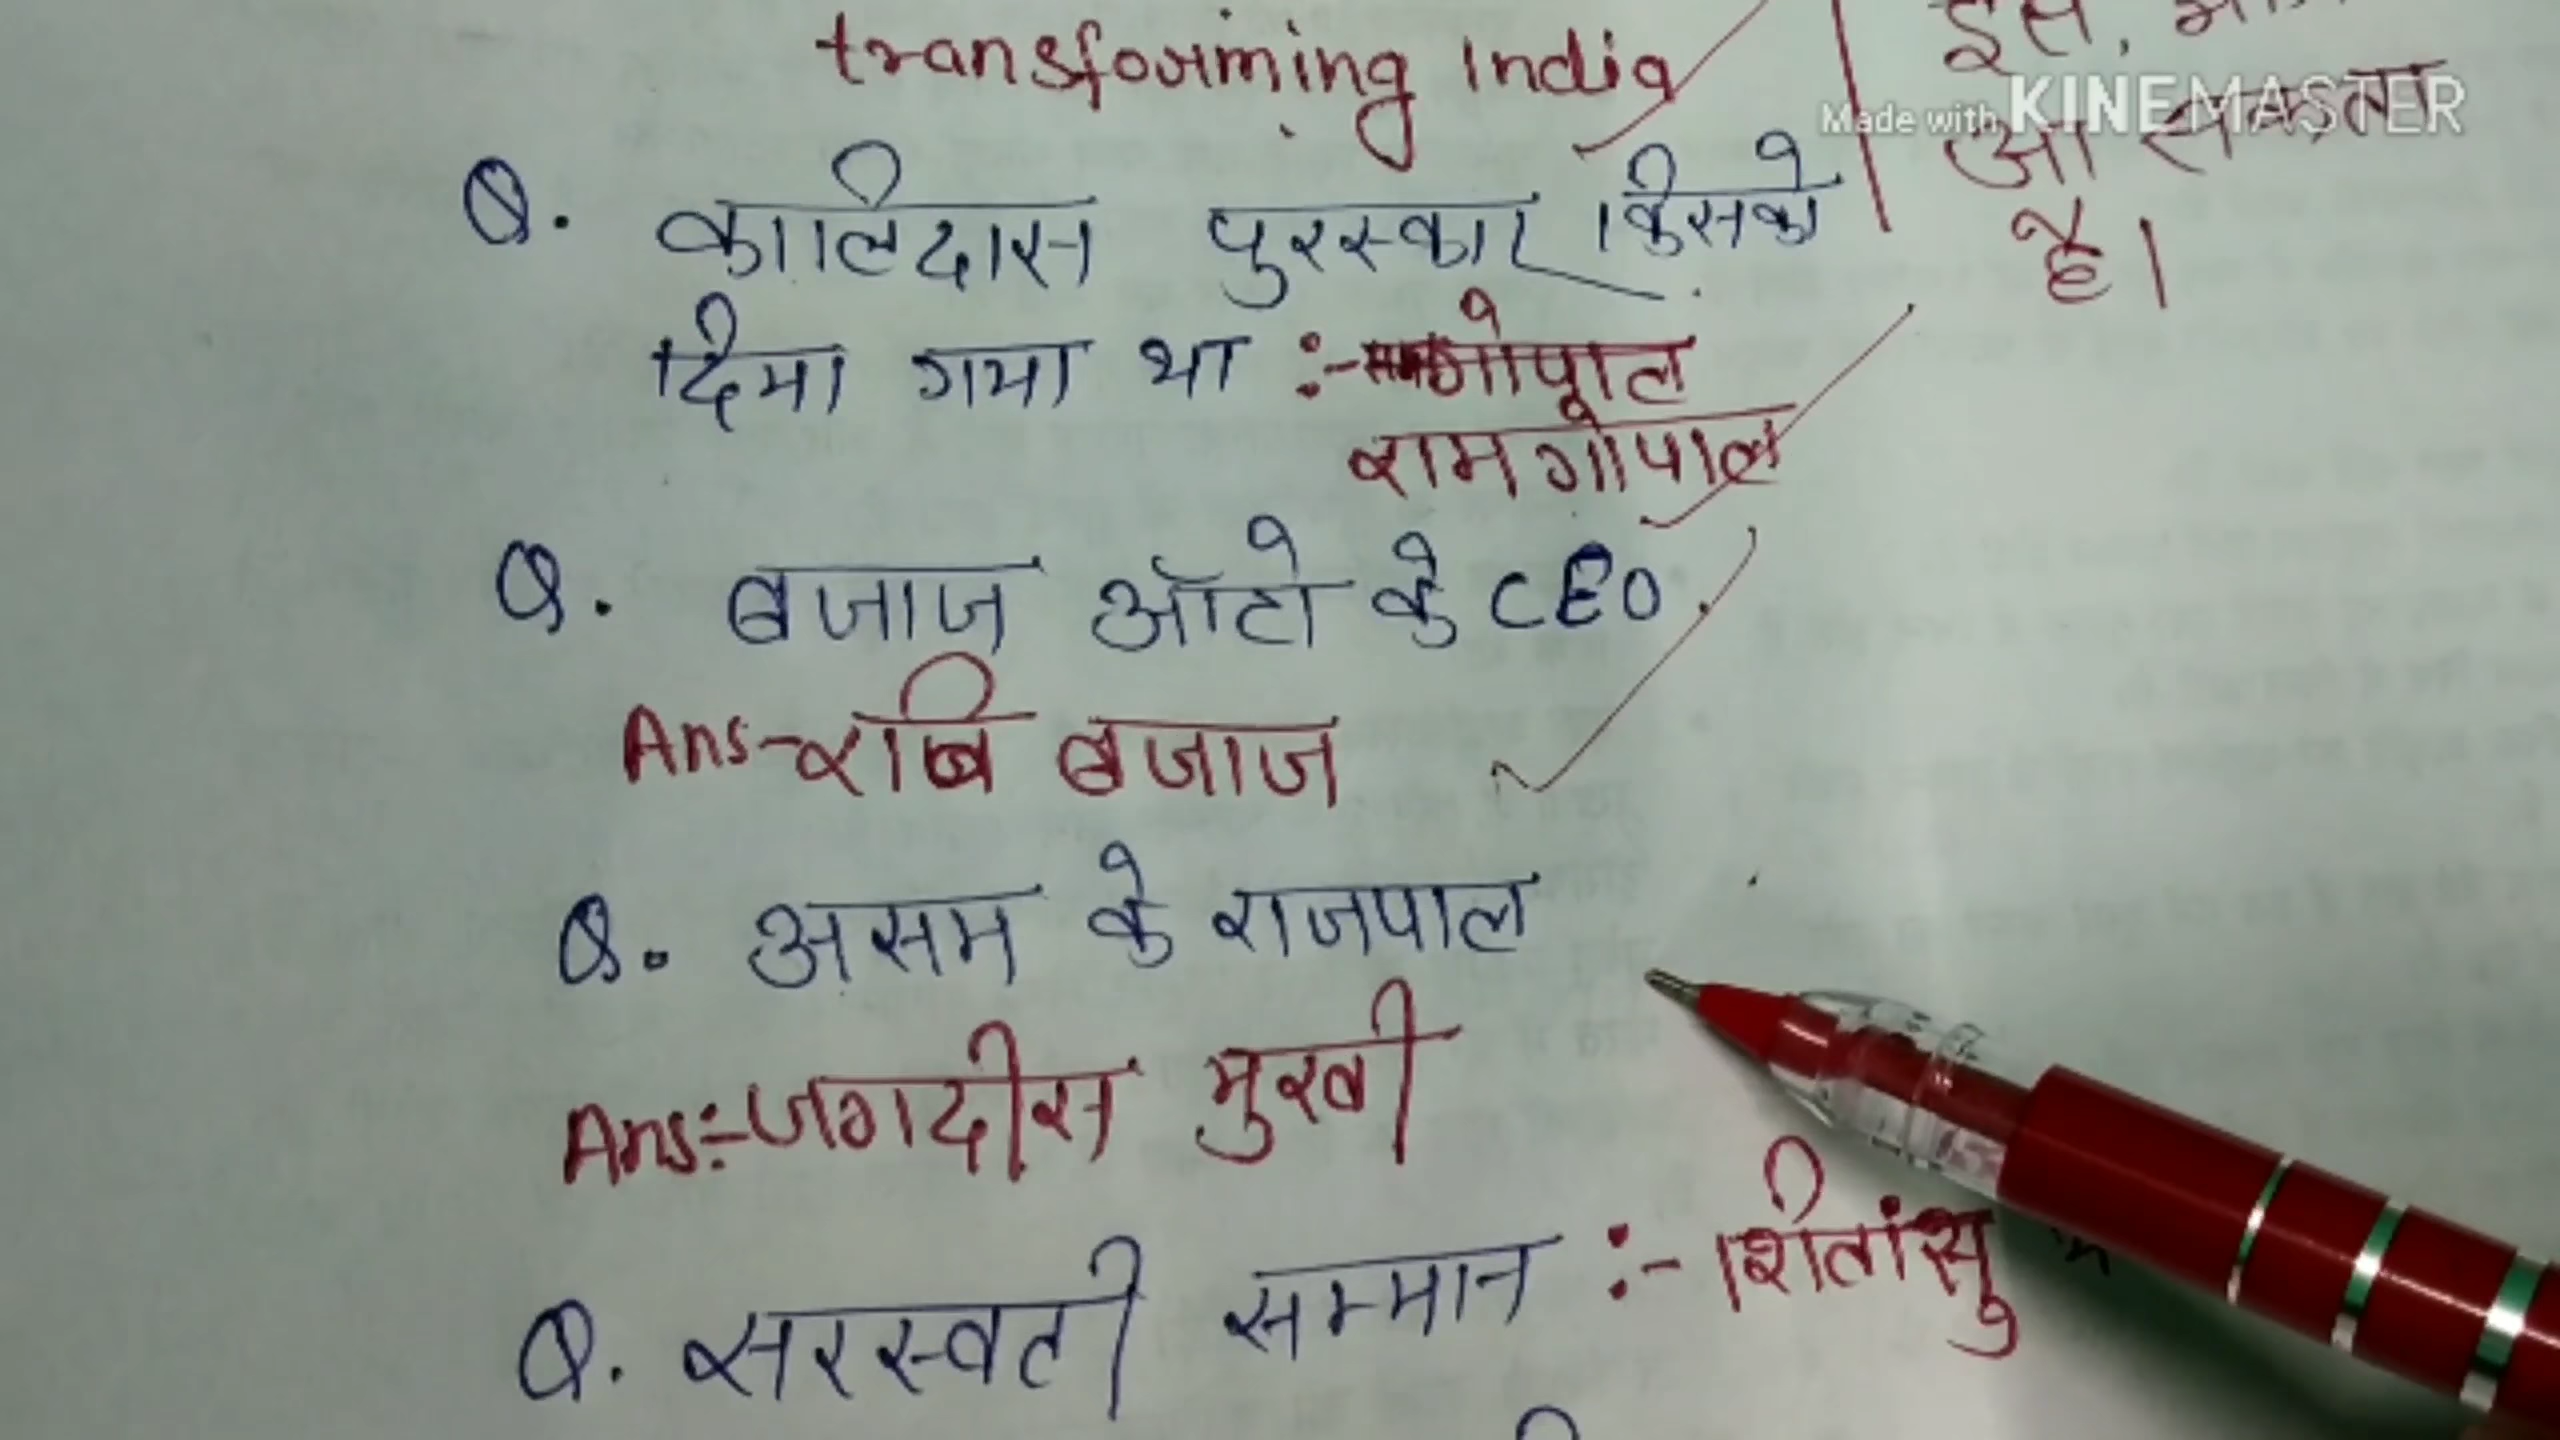 transforming India
Q. कालिदास पुरस्कार किसको
दिया गया था :- गोपाल
रामगोपाल
Q. बजाज ऑटो के CEO.
Ans- राबि बजाज
Q. असम के राजपाल
Ans:- जगदीस मुखी
Q. सरस्वती सम्मान :- शितांसु
इस,
आ सकता
है।
Made with KINEMASTER